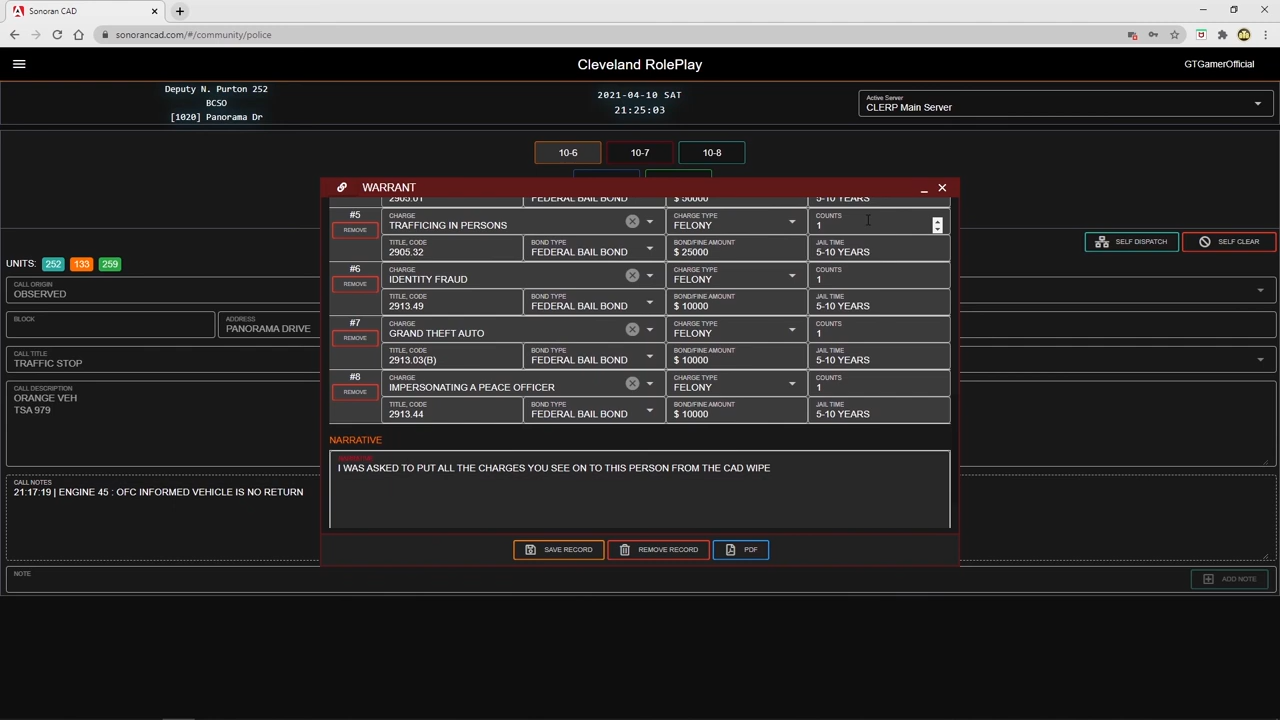 Sonoran CAD
sonorancad.com/#/community/police
Cleveland RolePlay
GTGamerOfficial
Deputy N. Purton 252
BCSO
[1020] Panorama Dr
2021-04-10 SAT
21:25:03
Active Server
CLERP Main Server
10-6
10-7
10-8
WARRANT
2905.01
FEDERAL BAIL BOND
$ 50000
5-10 YEARS
#5
REMOVE
CHARGE
TRAFFICING IN PERSONS
CHARGE TYPE
FELONY
COUNTS
1
TITLE, CODE
2905.32
BOND TYPE
FEDERAL BAIL BOND
BOND/FINE AMOUNT
$ 25000
JAIL TIME
5-10 YEARS
#6
REMOVE
CHARGE
IDENTITY FRAUD
CHARGE TYPE
FELONY
COUNTS
1
TITLE, CODE
2913.49
BOND TYPE
FEDERAL BAIL BOND
BOND/FINE AMOUNT
$ 10000
JAIL TIME
5-10 YEARS
#7
REMOVE
CHARGE
GRAND THEFT AUTO
CHARGE TYPE
FELONY
COUNTS
1
TITLE, CODE
2913.03(B)
BOND TYPE
FEDERAL BAIL BOND
BOND/FINE AMOUNT
$ 10000
JAIL TIME
5-10 YEARS
#8
REMOVE
CHARGE
IMPERSONATING A PEACE OFFICER
CHARGE TYPE
FELONY
COUNTS
1
TITLE, CODE
2913.44
BOND TYPE
FEDERAL BAIL BOND
BOND/FINE AMOUNT
$ 10000
JAIL TIME
5-10 YEARS
NARRATIVE
NARRATIVE
I WAS ASKED TO PUT ALL THE CHARGES YOU SEE ON TO THIS PERSON FROM THE CAD WIPE
SAVE RECORD
REMOVE RECORD
PDF
SELF DISPATCH
SELF CLEAR
UNITS: 252 133 259
CALL ORIGIN
OBSERVED
BLOCK
ADDRESS
PANORAMA DRIVE
CALL TITLE
TRAFFIC STOP
CALL DESCRIPTION
ORANGE VEH
TSA 979
CALL NOTES
21:17:19 | ENGINE 45 : OFC INFORMED VEHICLE IS NO RETURN
NOTE
ADD NOTE